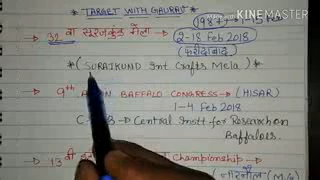 * TARGET WITH GAURAV *
(1987,
→ 32 वा सूरजकुंड मेला → 2-18 Feb 2018
(फरीदाबाद)
* (SURAJKUND Int Crafts Mela) *
→ 9th BAFFALO CONGRESS → (HISAR)
1-4 Feb 2018
Central Instt. for Research on
Baffaloes.
→ 13 वी Championship